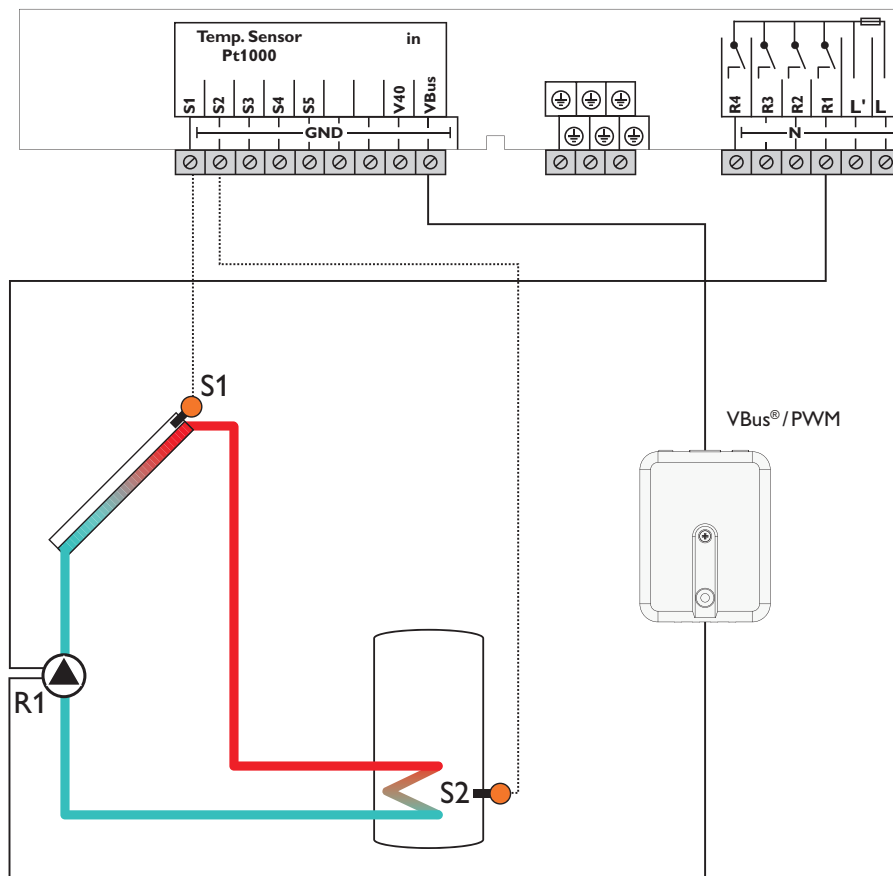 Temp. Sensor in
Pt1000
S1 S2 S3 S4 S5 V40 VBus
GND
R4 R3 R2 R1 L' L
N
S1
VBus® / PWM
R1
S2